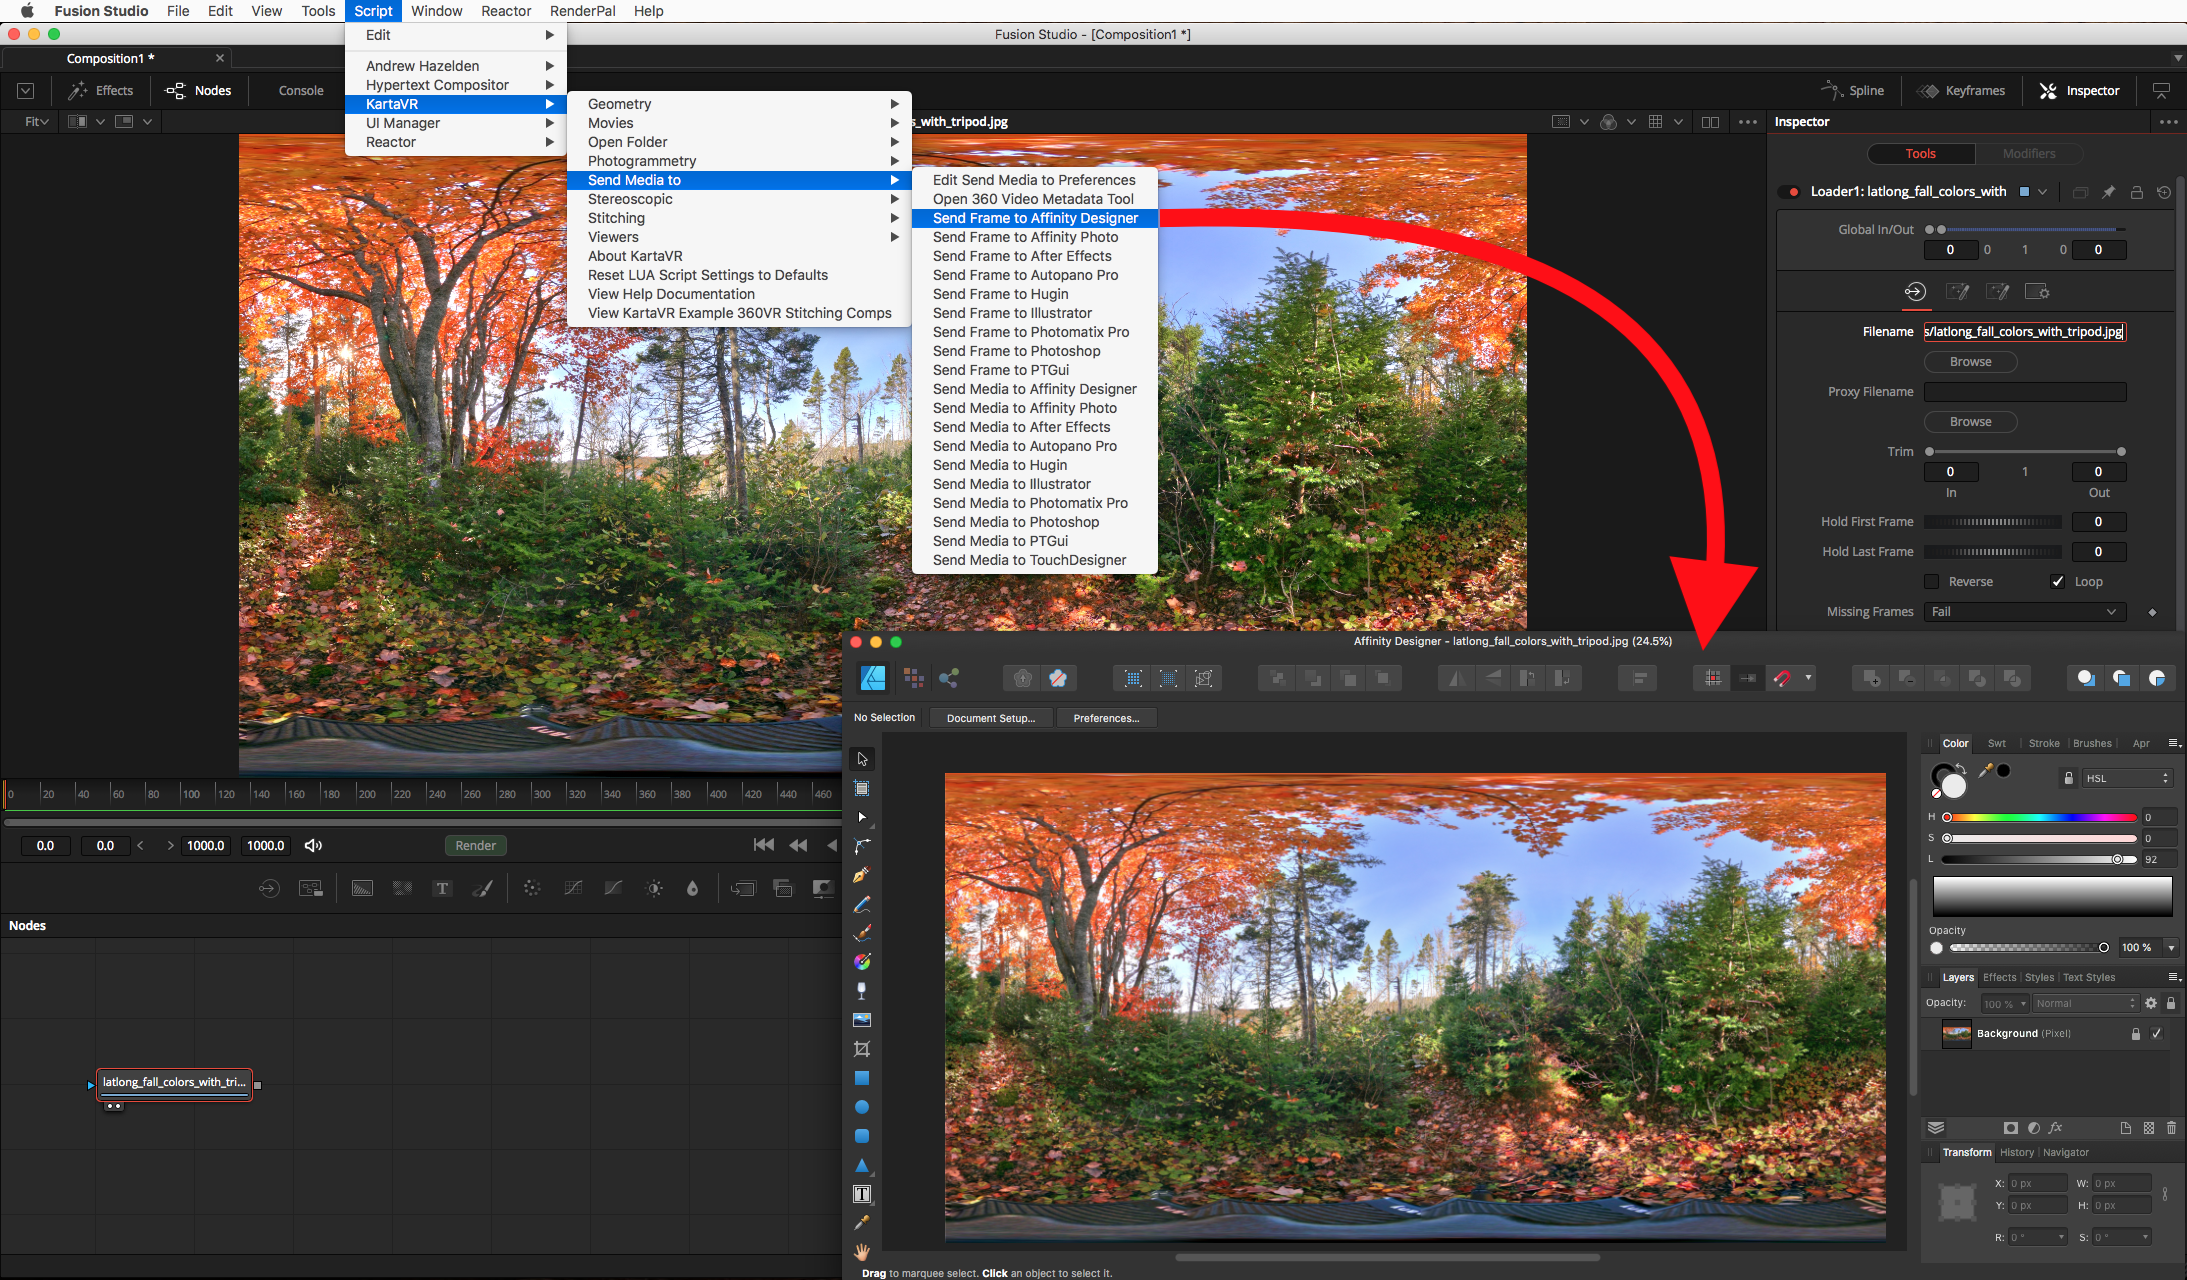 Fusion Studio File Edit View Tools Script Window Reactor RenderPal Help
Fusion Studio - [Composition1 *]
Composition1 *
Effects Nodes Console
Spline Keyframes Inspector
Fit
s_with_tripod.jpg
Edit
Andrew Hazelden
Hypertext Compositor
KartaVR
UI Manager
Reactor
Geometry
Movies
Open Folder
Photogrammetry
Send Media to
Stereoscopic
Stitching
Viewers
About KartaVR
Reset LUA Script Settings to Defaults
View Help Documentation
View KartaVR Example 360VR Stitching Comps
Edit Send Media to Preferences
Open 360 Video Metadata Tool
Send Frame to Affinity Designer
Send Frame to Affinity Photo
Send Frame to After Effects
Send Frame to Autopano Pro
Send Frame to Hugin
Send Frame to Illustrator
Send Frame to Photomatix Pro
Send Frame to Photoshop
Send Frame to PTGui
Send Media to Affinity Designer
Send Media to Affinity Photo
Send Media to After Effects
Send Media to Autopano Pro
Send Media to Hugin
Send Media to Illustrator
Send Media to Photomatix Pro
Send Media to Photoshop
Send Media to PTGui
Send Media to TouchDesigner
Inspector
Tools Modifiers
Loader1: latlong_fall_colors_with
Global In/Out
0 0 1 0 0
Filename s/latlong_fall_colors_with_tripod.jpg
Browse
Proxy Filename
Browse
Trim
0 1 0
In Out
Hold First Frame 0
Hold Last Frame 0
Reverse Loop
Missing Frames Fail
0 20 40 60 80 100 120 140 160 180 200 220 240 260 280 300 320 340 360 380 400 420 440 460
0.0 0.0 < > 1000.0 1000.0 Render
T
Nodes
latlong_fall_colors_with_tri...
Affinity Designer - latlong_fall_colors_with_tripod.jpg (24.5%)
No Selection Document Setup... Preferences...
T
Color Swt Stroke Brushes Apr
HSL
H 0
S 0
L 92
Opacity
100 %
Layers Effects Styles Text Styles
Opacity: 100 % Normal
Background (Pixel)
fx
Transform History Navigator
X: 0 px W: 0 px
Y: 0 px H: 0 px
R: 0 ° S: 0 °
Drag to marquee select. Click an object to select it.